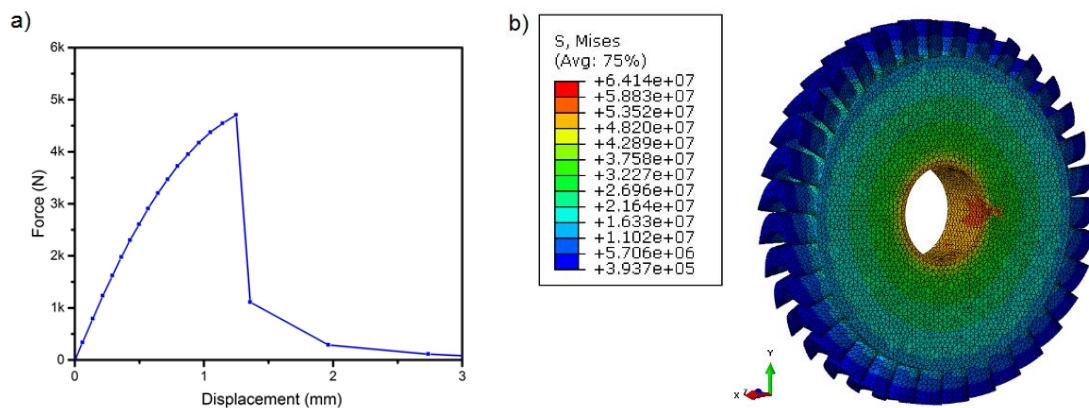 a)
6k
5k
4k
3k
2k
1k
0
Force (N)
0 1 2 3
Displacement (mm)
b)
S, Mises
(Avg: 75%)
+6.414e+07
+5.883e+07
+5.352e+07
+4.820e+07
+4.289e+07
+3.758e+07
+3.227e+07
+2.696e+07
+2.164e+07
+1.633e+07
+1.102e+07
+5.706e+06
+3.937e+05
Y
X Z